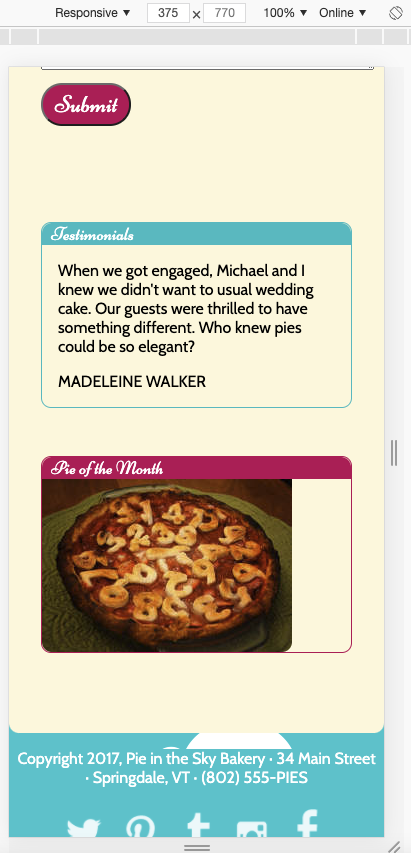 Responsive ▼ 375 × 770 100% ▼ Online ▼
Submit
Testimonials
When we got engaged, Michael and I
knew we didn't want to usual wedding
cake. Our guests were thrilled to have
something different. Who knew pies
could be so elegant?
MADELEINE WALKER
Pie of the Month
Copyright 2017, Pie in the Sky Bakery · 34 Main Street
· Springdale, VT · (802) 555-PIES